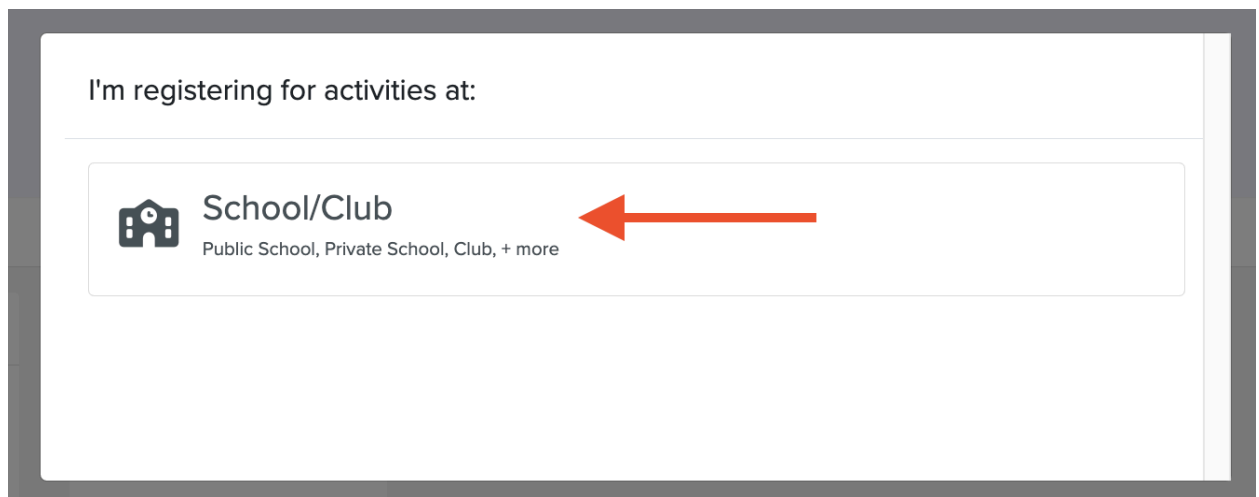 I'm registering for activities at:
School/Club
Public School, Private School, Club, + more